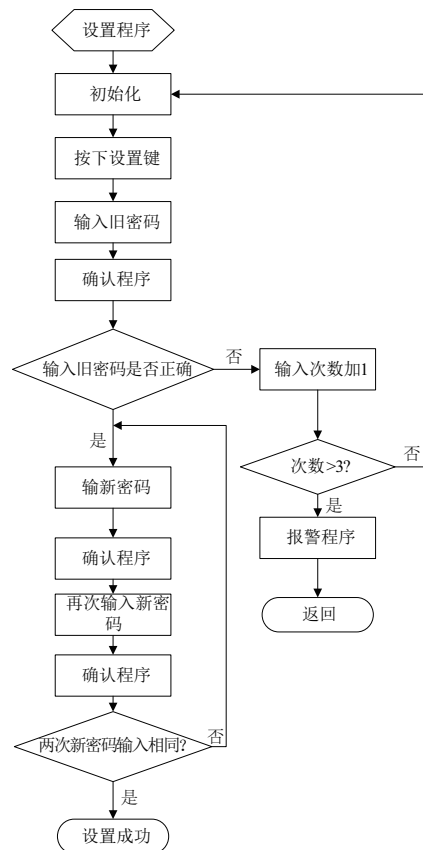 设置程序
初始化
按下设置键
输入旧密码
确认程序
输入旧密码是否正确
否
输入次数加1
是
次数>3?
否
是
输新密码
报警程序
确认程序
再次输入新密
码
返回
确认程序
两次新密码输入相同?
否
是
设置成功